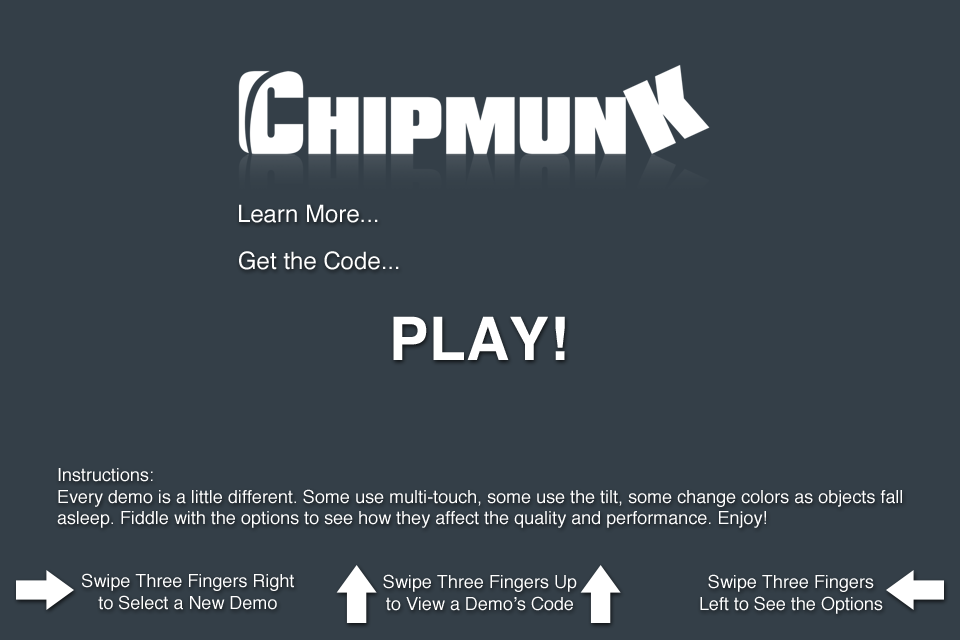 CHIPMUNK
Learn More...
Get the Code...
PLAY!
Instructions:
Every demo is a little different. Some use multi-touch, some use the tilt, some change colors as objects fall
asleep. Fiddle with the options to see how they affect the quality and performance. Enjoy!
Swipe Three Fingers Right
to Select a New Demo
Swipe Three Fingers Up
to View a Demo's Code
Swipe Three Fingers
Left to See the Options